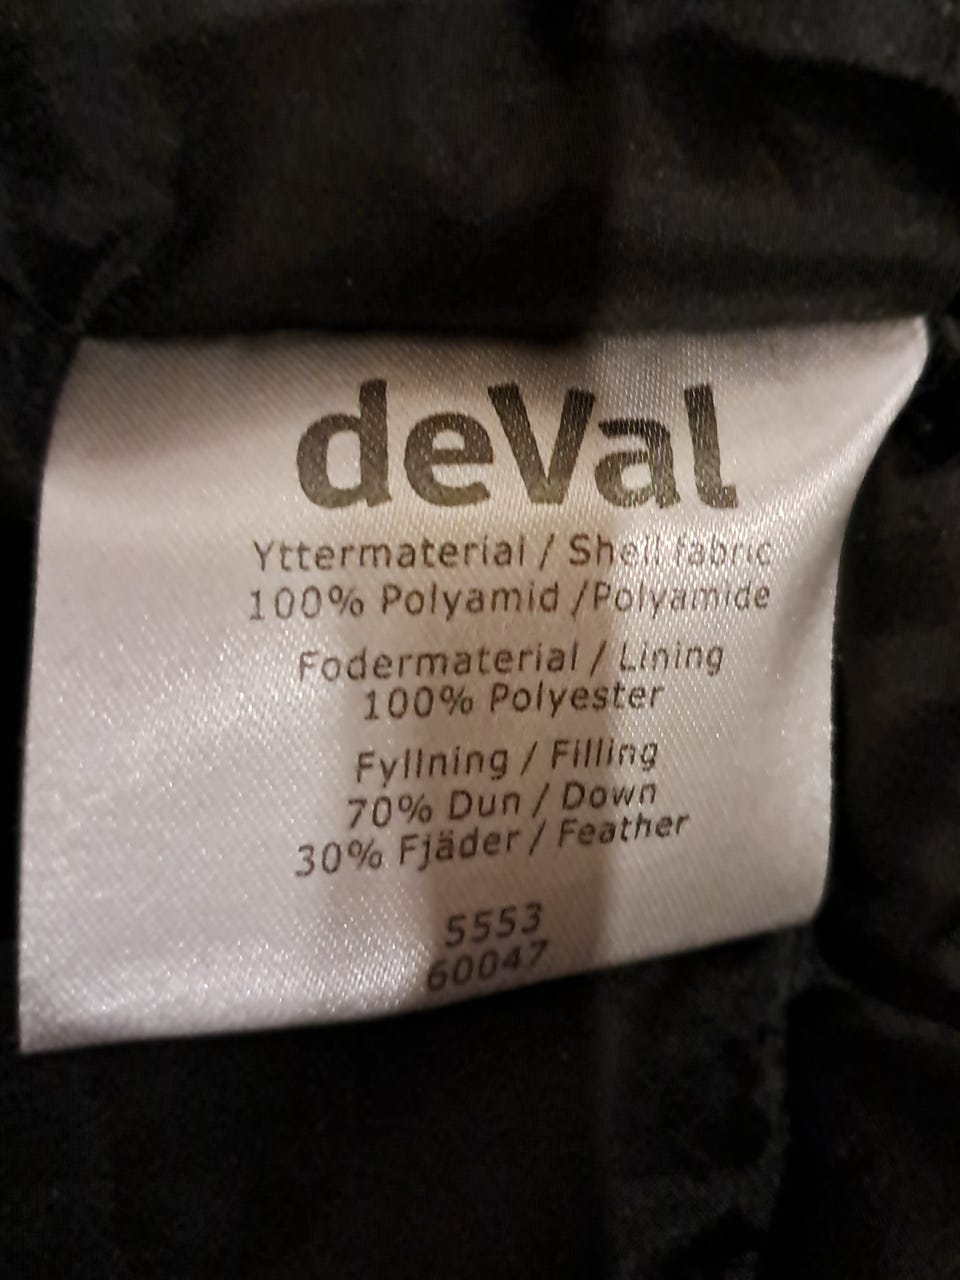 deVal
Yttermaterial / Shell fabric
100% Polyamid /Polyamide
Fodermaterial / Lining
100% Polyester
Fyllning / Filling
70% Dun / Down
30% Fjäder / Feather
5553
60047